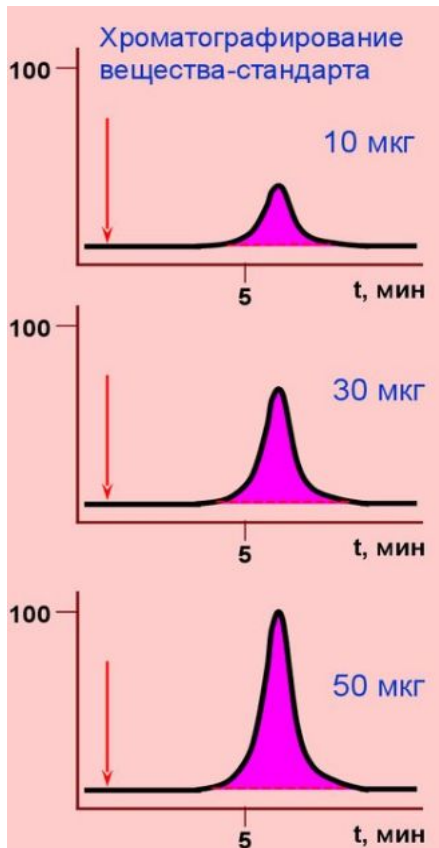 Хроматографирование
вещества-стандарта
100
10 мкг
5
t, мин
100
30 мкг
5
t, мин
100
50 мкг
5
t, мин